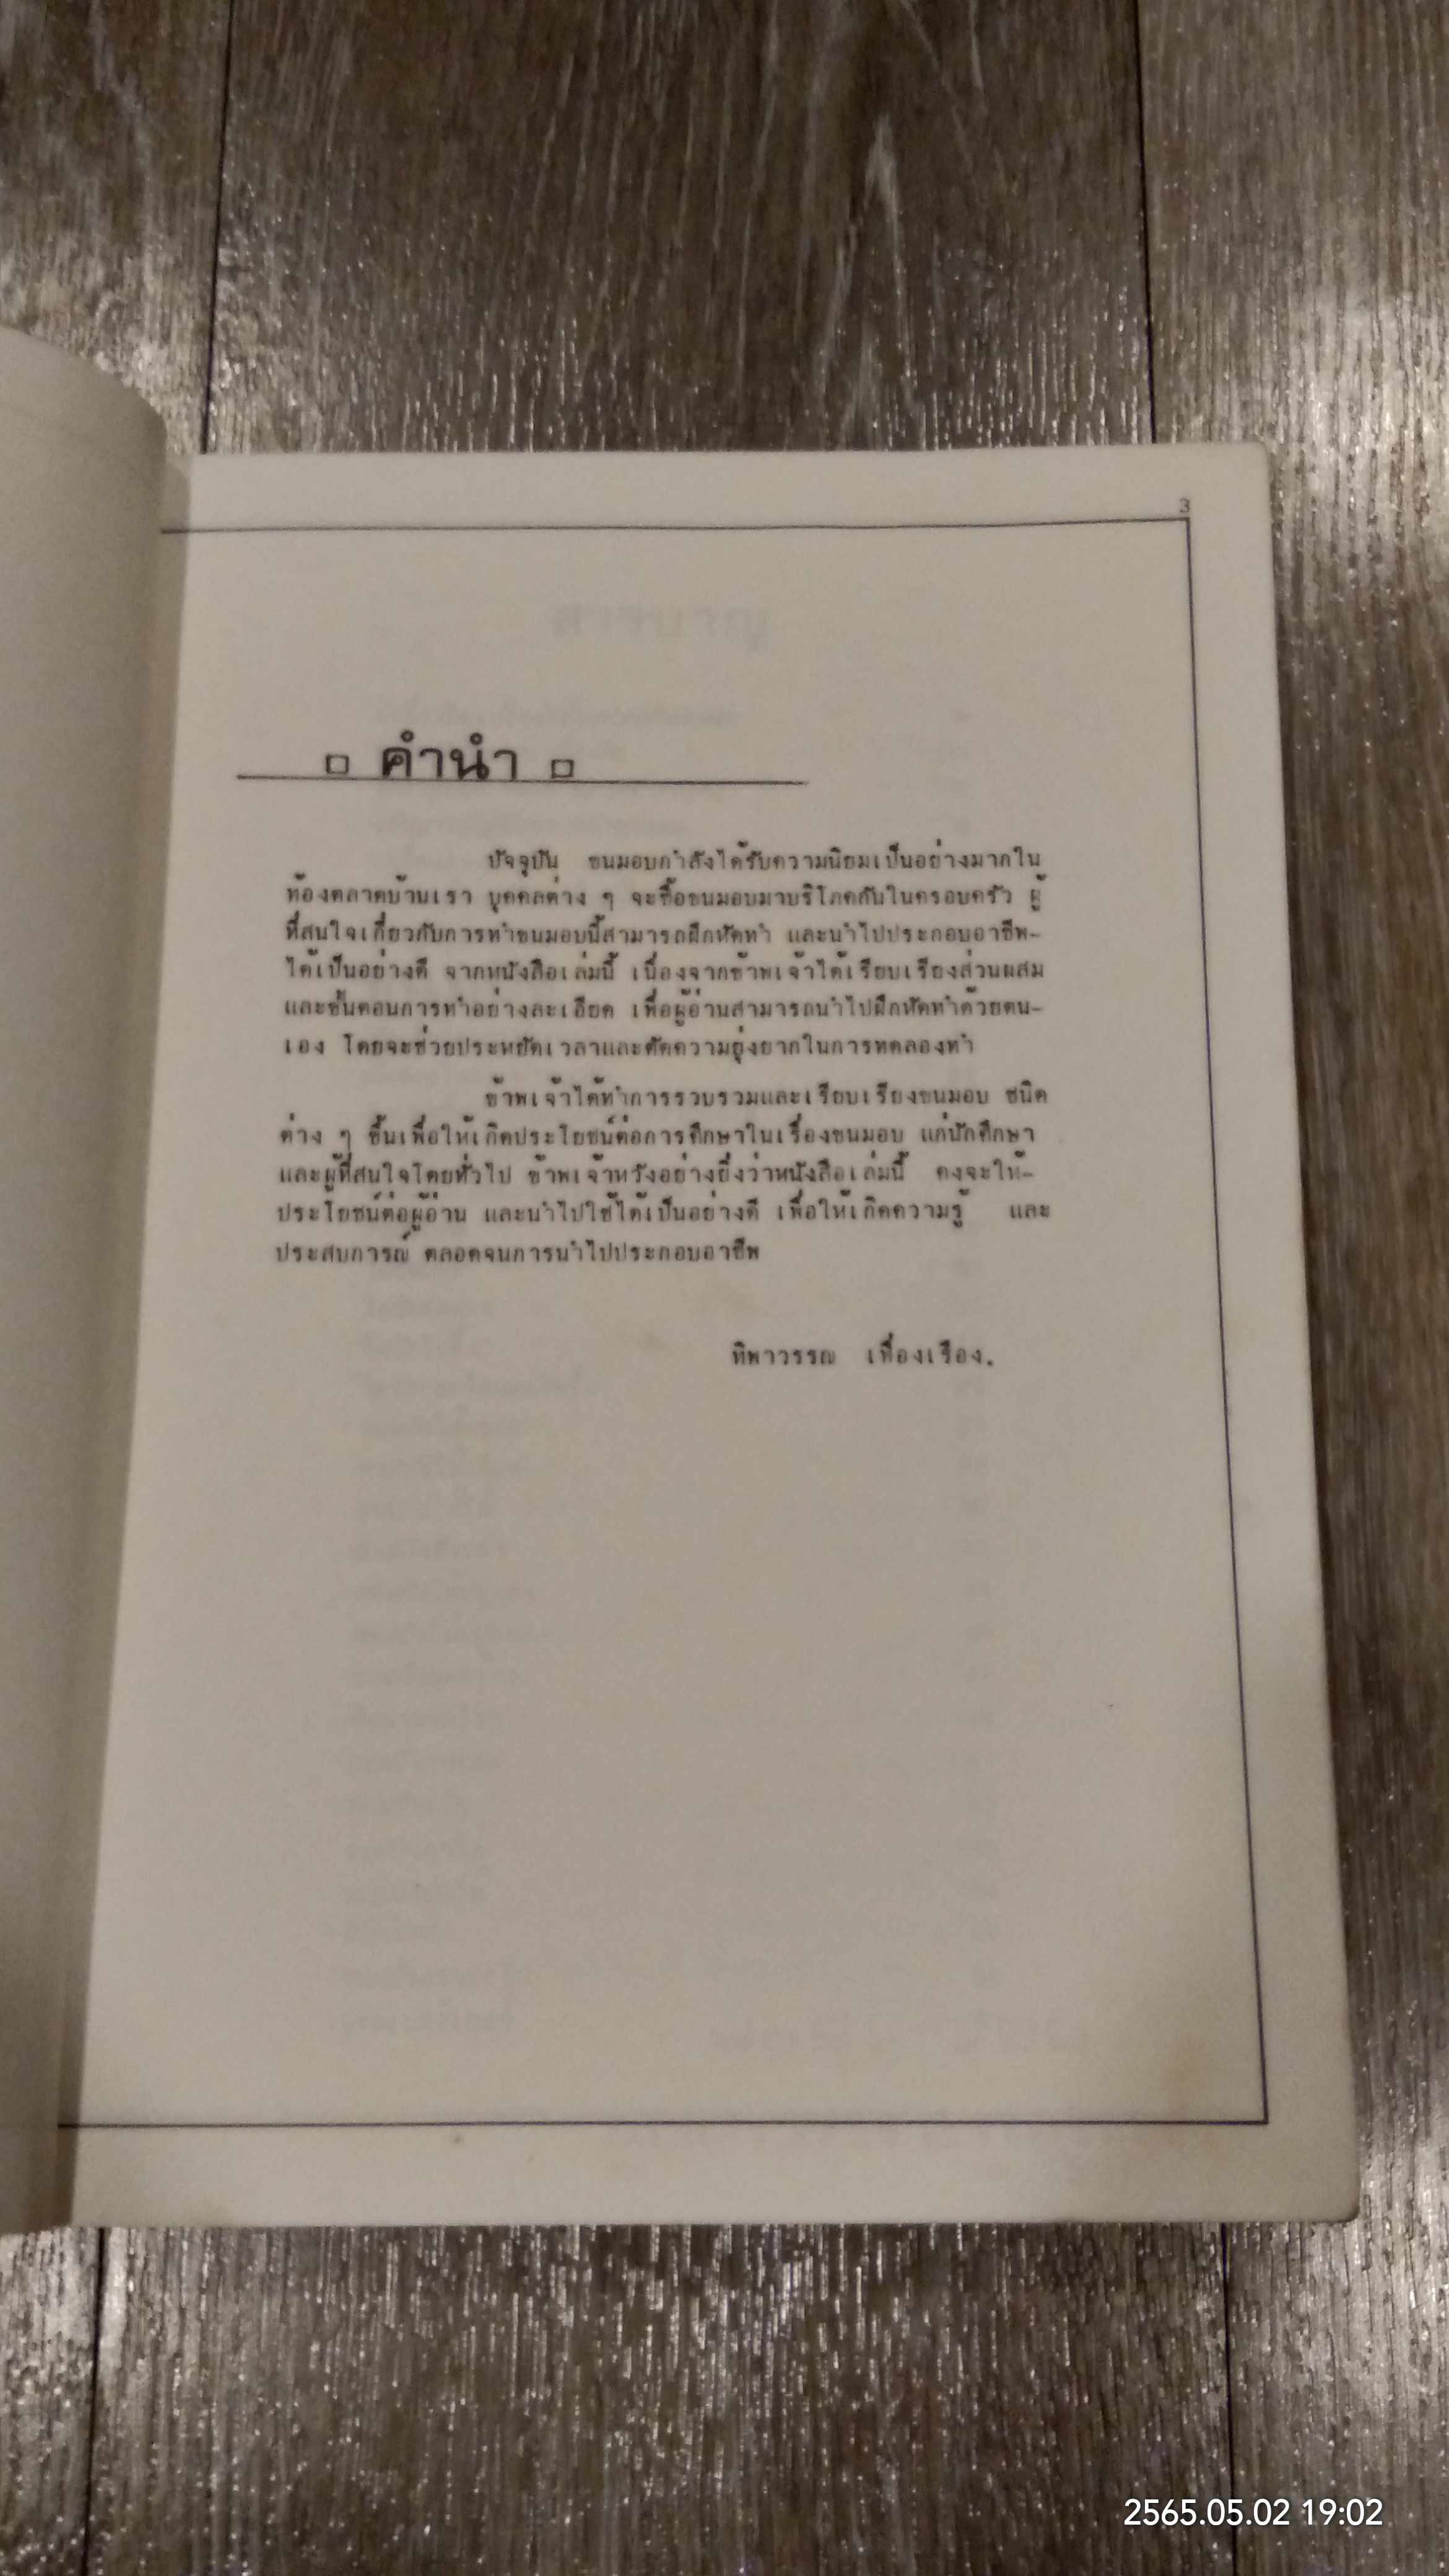 3
คำนำ
ปัจจุบัน ขนมอบกำลังได้รับความนิยมเป็นอย่างมากใน
ท้องตลาดบ้านเรา บุคคลต่าง ๆ จะซื้อขนมอบมาบริโภคกันในครอบครัว ผู้
ที่สนใจเกี่ยวกับการทำขนมอบนี้สามารถฝึกหัดทำ และนำไปประกอบอาชีพ-
ได้เป็นอย่างดี จากหนังสือเล่มนี้ เนื่องจากข้าพเจ้าได้เรียบเรียงส่วนผสม
และขั้นตอนการทำอย่างละเอียด เพื่อผู้อ่านสามารถนำไปฝึกหัดทำด้วยตน-
เอง โดยจะช่วยประหยัดเวลาและตัดความยุ่งยากในการทดลองทำ
ข้าพเจ้าได้ทำการรวบรวมและเรียบเรียงขนมอบ ชนิด
ต่าง ๆ ขึ้นเพื่อให้เกิดประโยชน์ต่อการศึกษาในเรื่องขนมอบ แก่นักศึกษา
และผู้ที่สนใจโดยทั่วไป ข้าพเจ้าหวังอย่างยิ่งว่าหนังสือเล่มนี้ คงจะให้-
ประโยชน์ต่อผู้อ่าน และนำไปใช้ได้เป็นอย่างดี เพื่อให้เกิดความรู้ และ
ประสบการณ์ ตลอดจนการนำไปประกอบอาชีพ
ทิพาวรรณ เฟื่องเรือง.
สารบาญ
2565.05.02 19:02